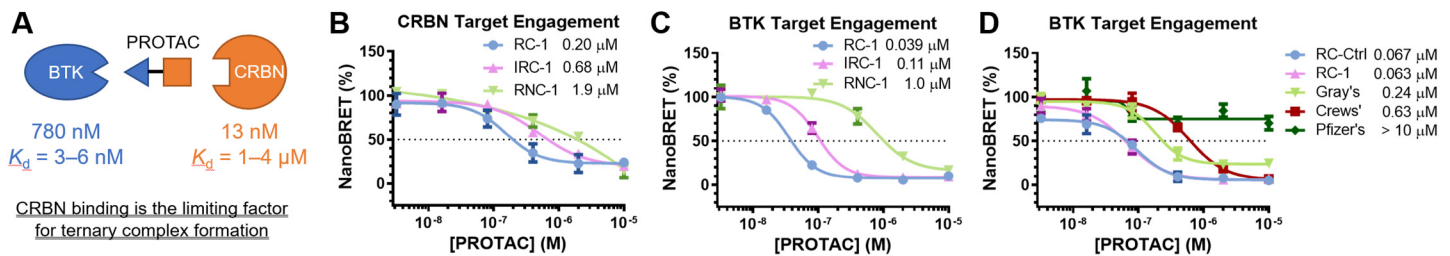 A
PROTAC
BTK
CRBN
780 nM
13 nM
Kd = 3–6 nM
Kd = 1–4 μM
CRBN binding is the limiting factor
for ternary complex formation
B
CRBN Target Engagement
RC-1 0.20 μM
IRC-1 0.68 μM
RNC-1 1.9 μM
NanoBRET (%)
150
100
50
0
10-8
10-7
10-6
10-5
[PROTAC] (M)
C
BTK Target Engagement
RC-1 0.039 μM
IRC-1 0.11 μM
RNC-1 1.0 μM
NanoBRET (%)
150
100
50
0
10-8
10-7
10-6
10-5
[PROTAC] (M)
D
BTK Target Engagement
NanoBRET (%)
150
100
50
0
10-8
10-7
10-6
10-5
[PROTAC] (M)
RC-Ctrl 0.067 μM
RC-1 0.063 μM
Gray's 0.24 μM
Crews' 0.63 μM
Pfizer's > 10 μM